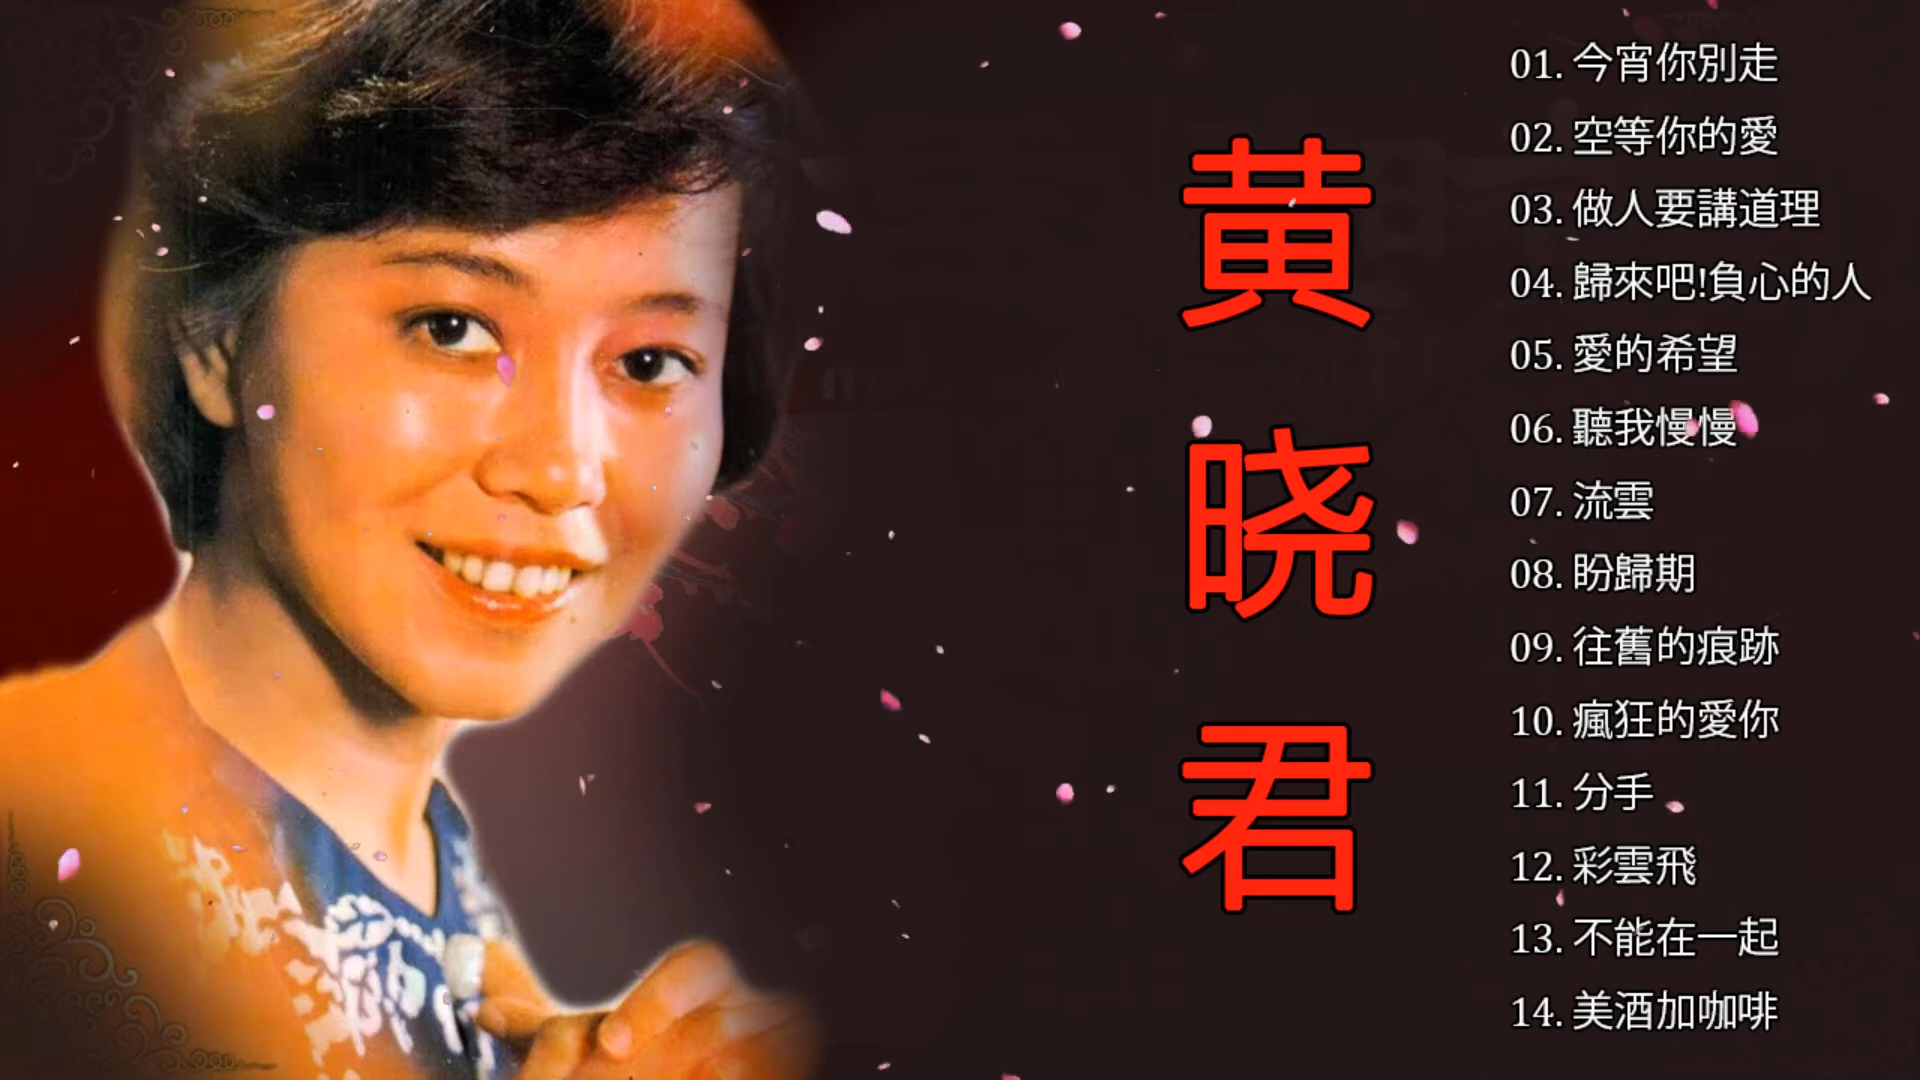 黄晓君
01. 今宵你別走
02. 空等你的愛
03. 做人要講道理
04. 歸來吧!負心的人
05. 愛的希望
06. 聽我慢慢
07. 流雲
08. 盼歸期
09. 往舊的痕跡
10. 瘋狂的愛你
11. 分手
12. 彩雲飛
13. 不能在一起
14. 美酒加咖啡